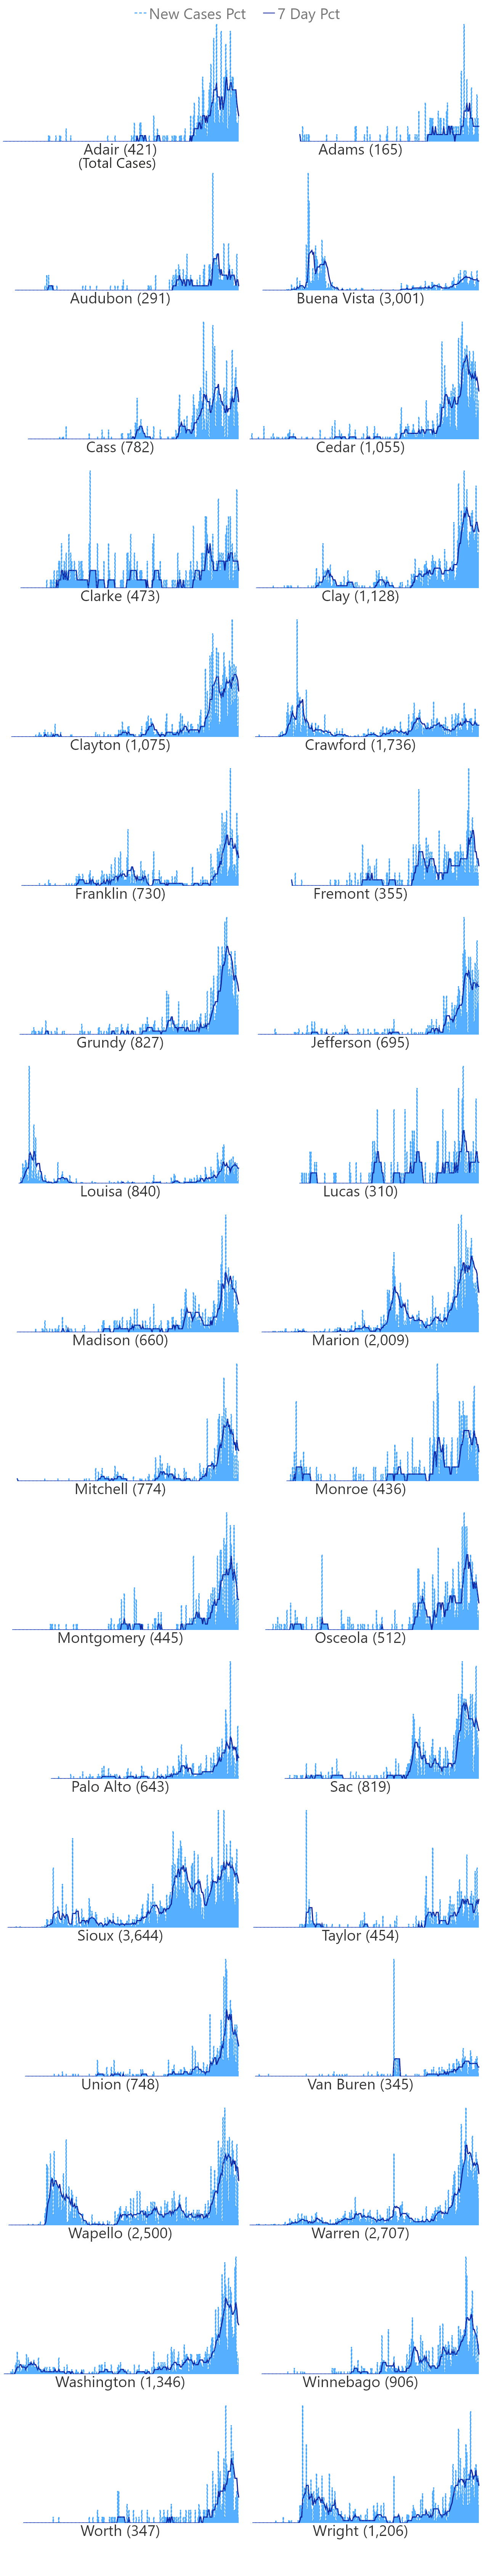 New Cases Pct 7 Day Pct
Adair (421) Adams (165)
(Total Cases)
Audubon (291) Buena Vista (3,001)
Cass (782) Cedar (1,055)
Clarke (473) Clay (1,128)
Clayton (1,075) Crawford (1,736)
Franklin (730) Fremont (355)
Grundy (827) Jefferson (695)
Louisa (840) Lucas (310)
Madison (660) Marion (2,009)
Mitchell (774) Monroe (436)
Montgomery (445) Osceola (512)
Palo Alto (643) Sac (819)
Sioux (3,644) Taylor (454)
Union (748) Van Buren (345)
Wapello (2,500) Warren (2,707)
Washington (1,346) Winnebago (906)
Worth (347) Wright (1,206)